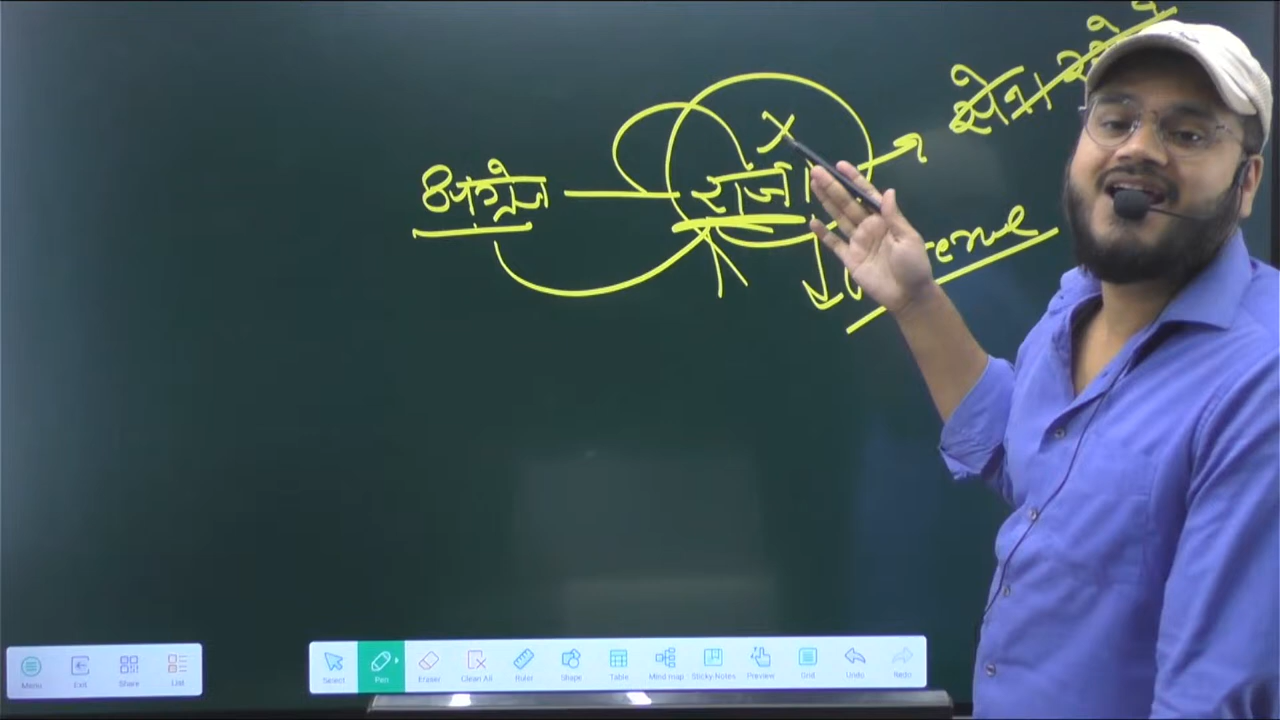 अंग्रेज
राजा
Menu
Exit
Share
List
Select
Pen
Eraser
Clean All
Ruler
Shape
Table
Mind map
Sticky Notes
Preview
Grid
Undo
Redo